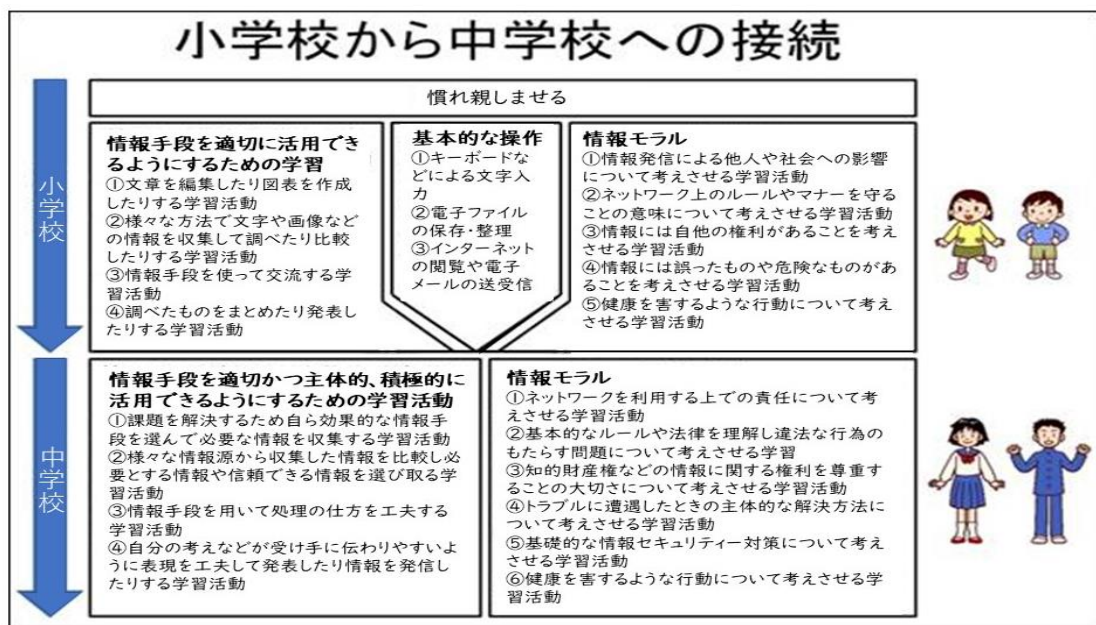 小学校から中学校への接続
小学校
慣れ親しませる
情報手段を適切に活用でき
るようにするための学習
①文章を編集したり図表を作成
したりする学習活動
②様々な方法で文字や画像など
の情報を収集して調べたり比較
したりする学習活動
③情報手段を使って交流する学
習活動
④調べたものをまとめたり発表し
たりする学習活動
基本的な操作
①キーボードな
どによる文字入
力
②電子ファイル
の保存・整理
③インターネット
の閲覧や電子
メールの送受信
情報モラル
①情報発信による他人や社会への影響
について考えさせる学習活動
②ネットワーク上のルールやマナーを守る
ことの意味について考えさせる学習活動
③情報には自他の権利があることを考え
させる学習活動
④情報には誤ったものや危険なものがあ
ることを考えさせる学習活動
⑤健康を害するような行動について考え
させる学習活動
中学校
情報手段を適切かつ主体的、積極的に
活用できるようにするための学習活動
①課題を解決するため自ら効果的な情報手
段を選んで必要な情報を収集する学習活動
②様々な情報源から収集した情報を比較し必
要とする情報や信頼できる情報を選び取る学
習活動
③情報手段を用いて処理の仕方を工夫する
学習活動
④自分の考えなどが受け手に伝わりやすいよ
うに表現を工夫して発表したり情報を発信し
たりする学習活動
情報モラル
①ネットワークを利用する上での責任について考
えさせる学習活動
②基本的なルールや法律を理解し違法な行為の
もたらす問題について考えさせる学習
③知的財産権などの情報に関する権利を尊重す
ることの大切さについて考えさせる学習活動
④トラブルに遭遇したときの主体的な解決方法に
ついて考えさせる学習活動
⑤基礎的な情報セキュリティー対策について考え
させる学習活動
⑥健康を害するような行動について考えさせる学
習活動